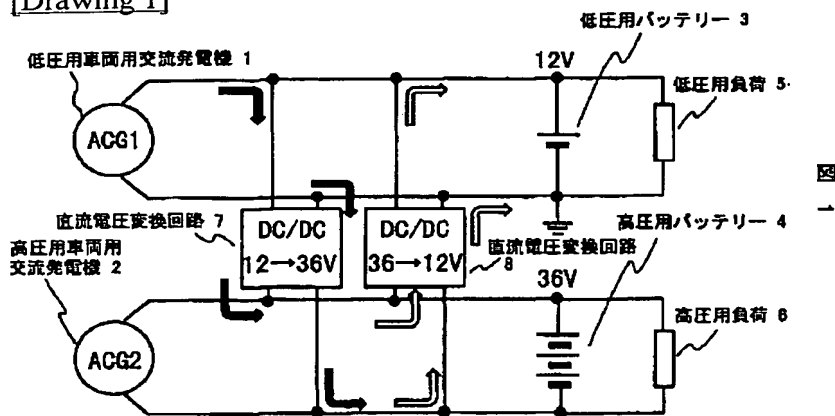 [Drawing 1]
低圧用バッテリー 3
低圧用車両用交流発電機 1
12V
低圧用負荷 5
ACG1
図
一
直流電圧変換回路 7
DC/DC
12→36V
DC/DC
36→12V
高圧用バッテリー 4
直流電圧変換回路
8
高圧用車両用
交流発電機 2
36V
高圧用負荷 6
ACG2